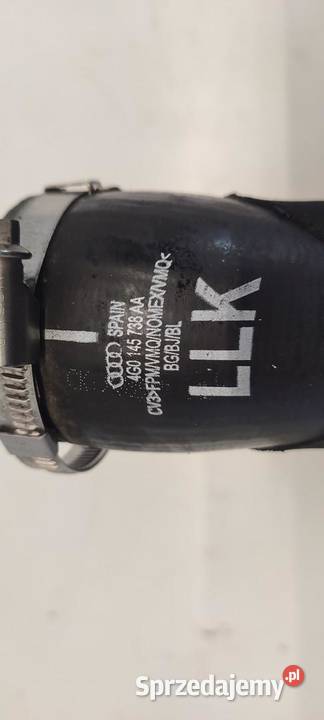 SPAIN
4G0 145 738 AA
CV3>FPM/VMQ/NOMEX/VMQ<
BG/BJ/BL
LLK
Sprzedajemy.pl